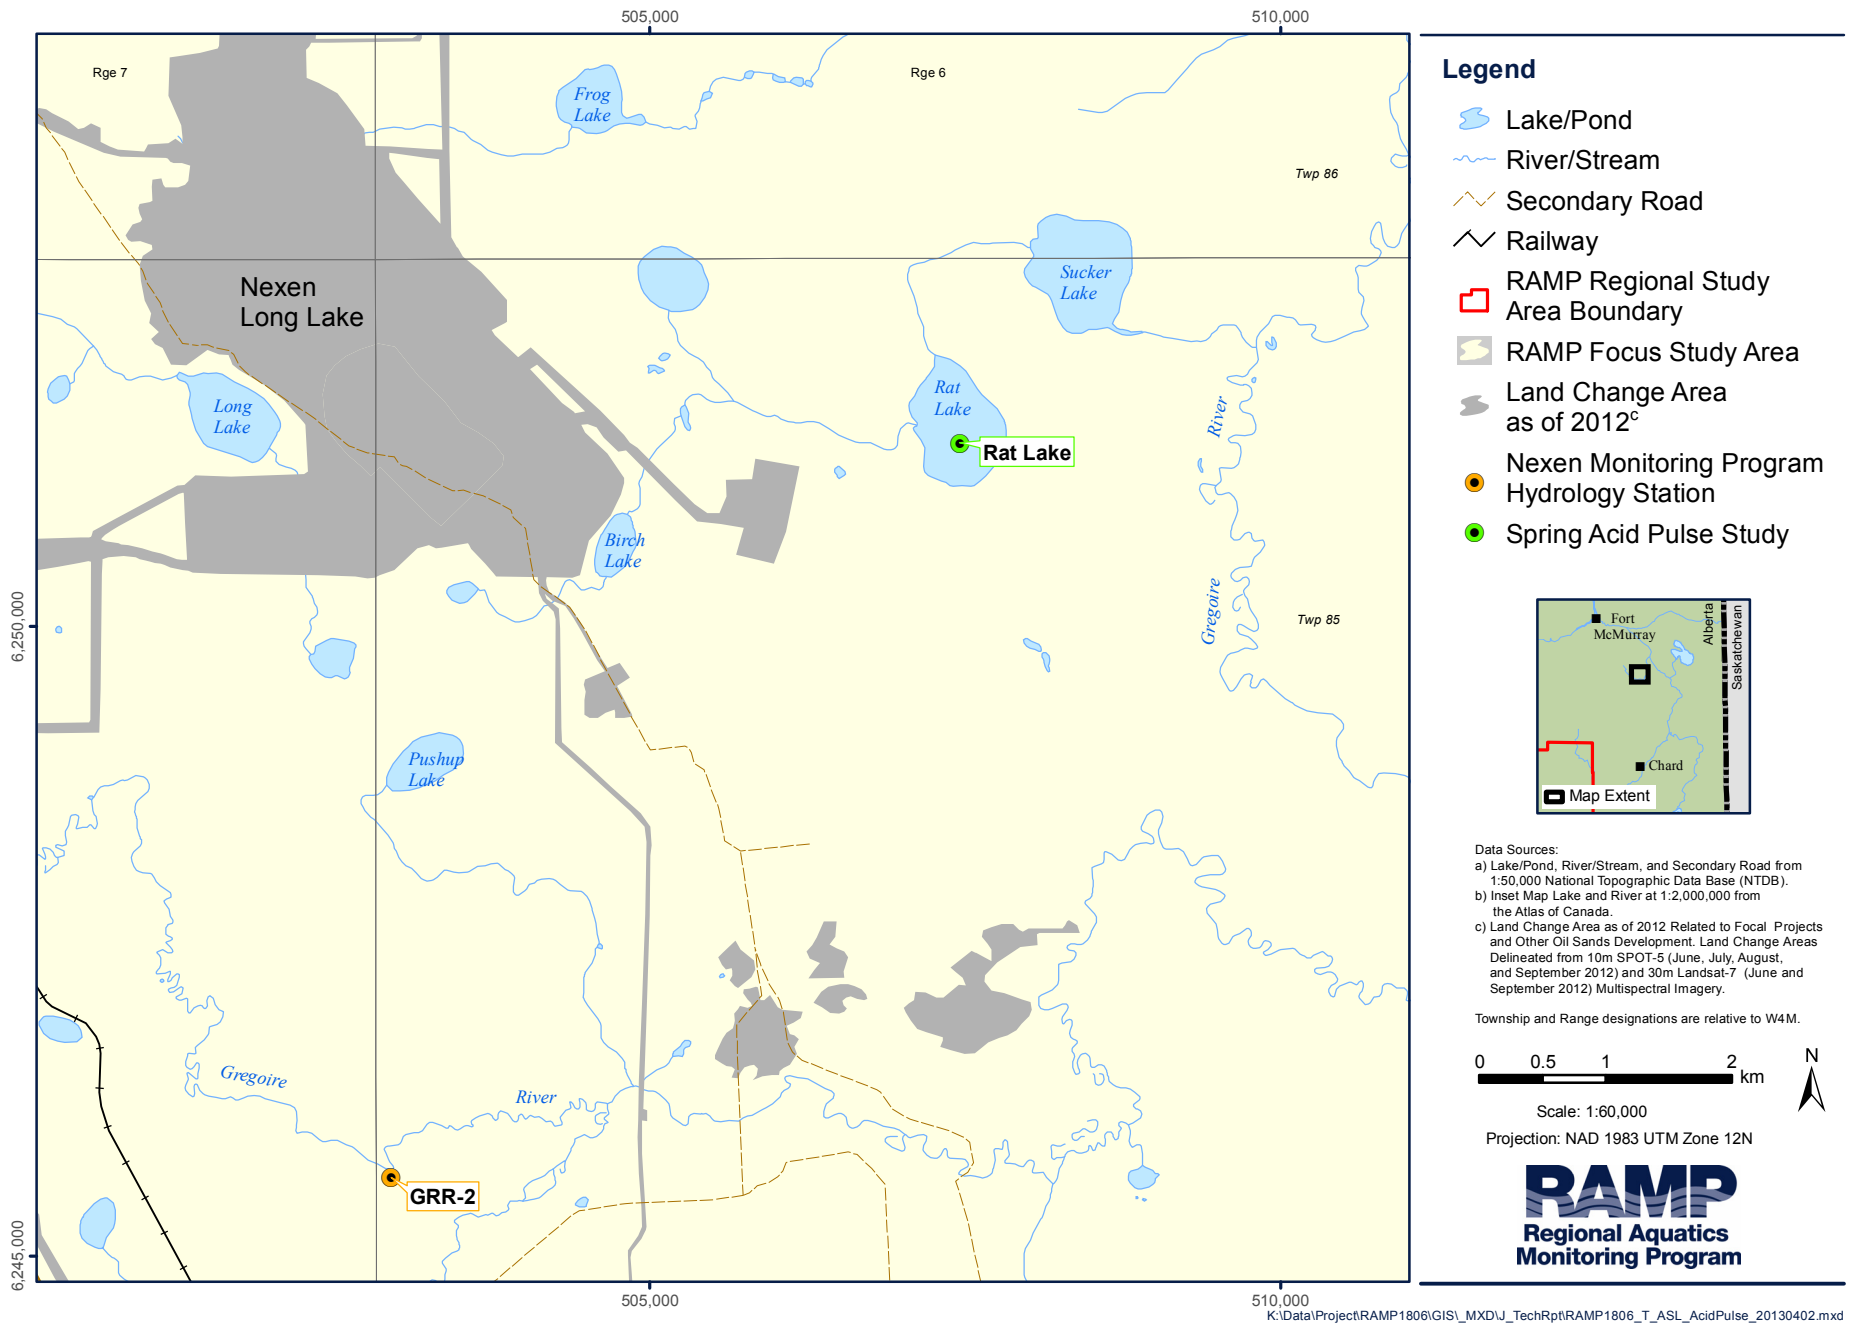 505,000
510,000
Rge 7
Rge 6
Frog
Lake
Twp 86
Sucker
Lake
Nexen
Long Lake
Rat
Lake
Long
Lake
River
Rat Lake
Birch
Lake
Gregoire
Twp 85
6,250,000
Pushup
Lake
Gregoire
River
GRR-2
6,245,000
505,000
510,000
Legend
Lake/Pond
River/Stream
Secondary Road
Railway
RAMP Regional Study
Area Boundary
RAMP Focus Study Area
Land Change Area
as of 2012c
Nexen Monitoring Program
Hydrology Station
Spring Acid Pulse Study
Fort
McMurray
Alberta
Saskatchewan
Chard
Map Extent
Data Sources:
a) Lake/Pond, River/Stream, and Secondary Road from
1:50,000 National Topographic Data Base (NTDB).
b) Inset Map Lake and River at 1:2,000,000 from
the Atlas of Canada.
c) Land Change Area as of 2012 Related to Focal Projects
and Other Oil Sands Development. Land Change Areas
Delineated from 10m SPOT-5 (June, July, August,
and September 2012) and 30m Landsat-7 (June and
September 2012) Multispectral Imagery.
Township and Range designations are relative to W4M.
0 0.5 1 2
km
N
Scale: 1:60,000
Projection: NAD 1983 UTM Zone 12N
RAMP
Regional Aquatics
Monitoring Program
K:\Data\Project\RAMP1806\GIS\_MXD\J_TechRpt\RAMP1806_T_ASL_AcidPulse_20130402.mxd